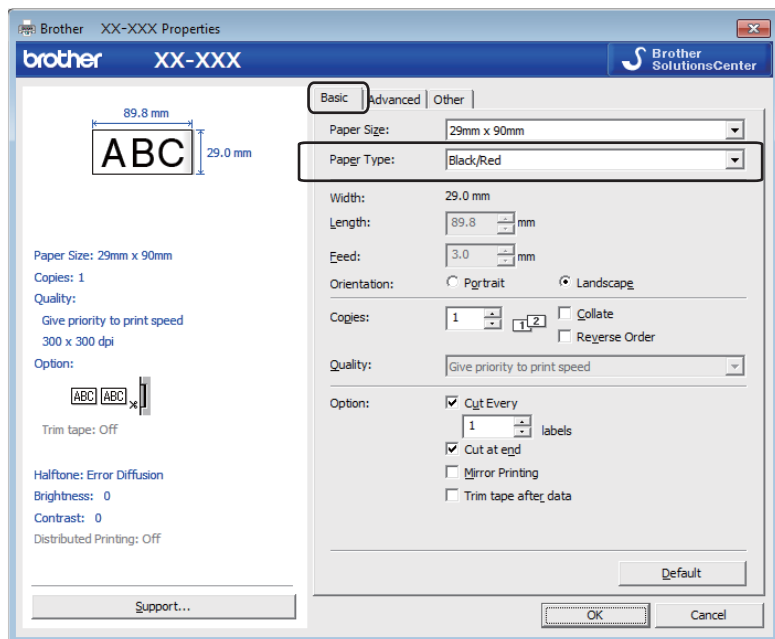 Brother XX-XXX Properties
brother XX-XXX
Brother
SolutionsCenter
89.8 mm
ABC
29.0 mm
Paper Size: 29mm x 90mm
Copies: 1
Quality:
Give priority to print speed
300 x 300 dpi
Option:
ABC ABC
Trim tape: Off
Halftone: Error Diffusion
Brightness: 0
Contrast: 0
Distributed Printing: Off
Support...
Basic Advanced Other
Paper Size: 29mm x 90mm
Paper Type: Black/Red
Width: 29.0 mm
Length: 89.8 mm
Feed: 3.0 mm
Orientation: Portrait Landscape
Copies: 1 1 2 Collate
Reverse Order
Quality: Give priority to print speed
Option: Cut Every
1 labels
Cut at end
Mirror Printing
Trim tape after data
Default
OK Cancel